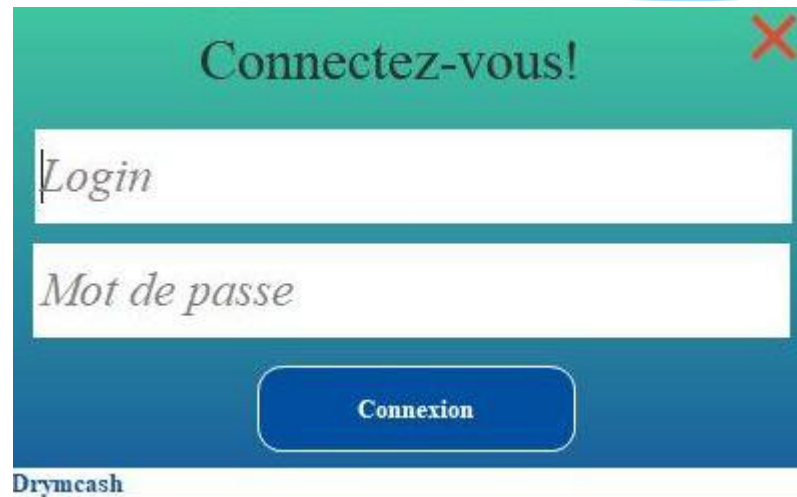 Connectez-vous!
Login
Mot de passe
Connexion
Drymcash